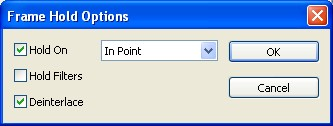 Frame Hold Options
Hold On
In Point
OK
Hold Filters
Cancel
Deinterlace